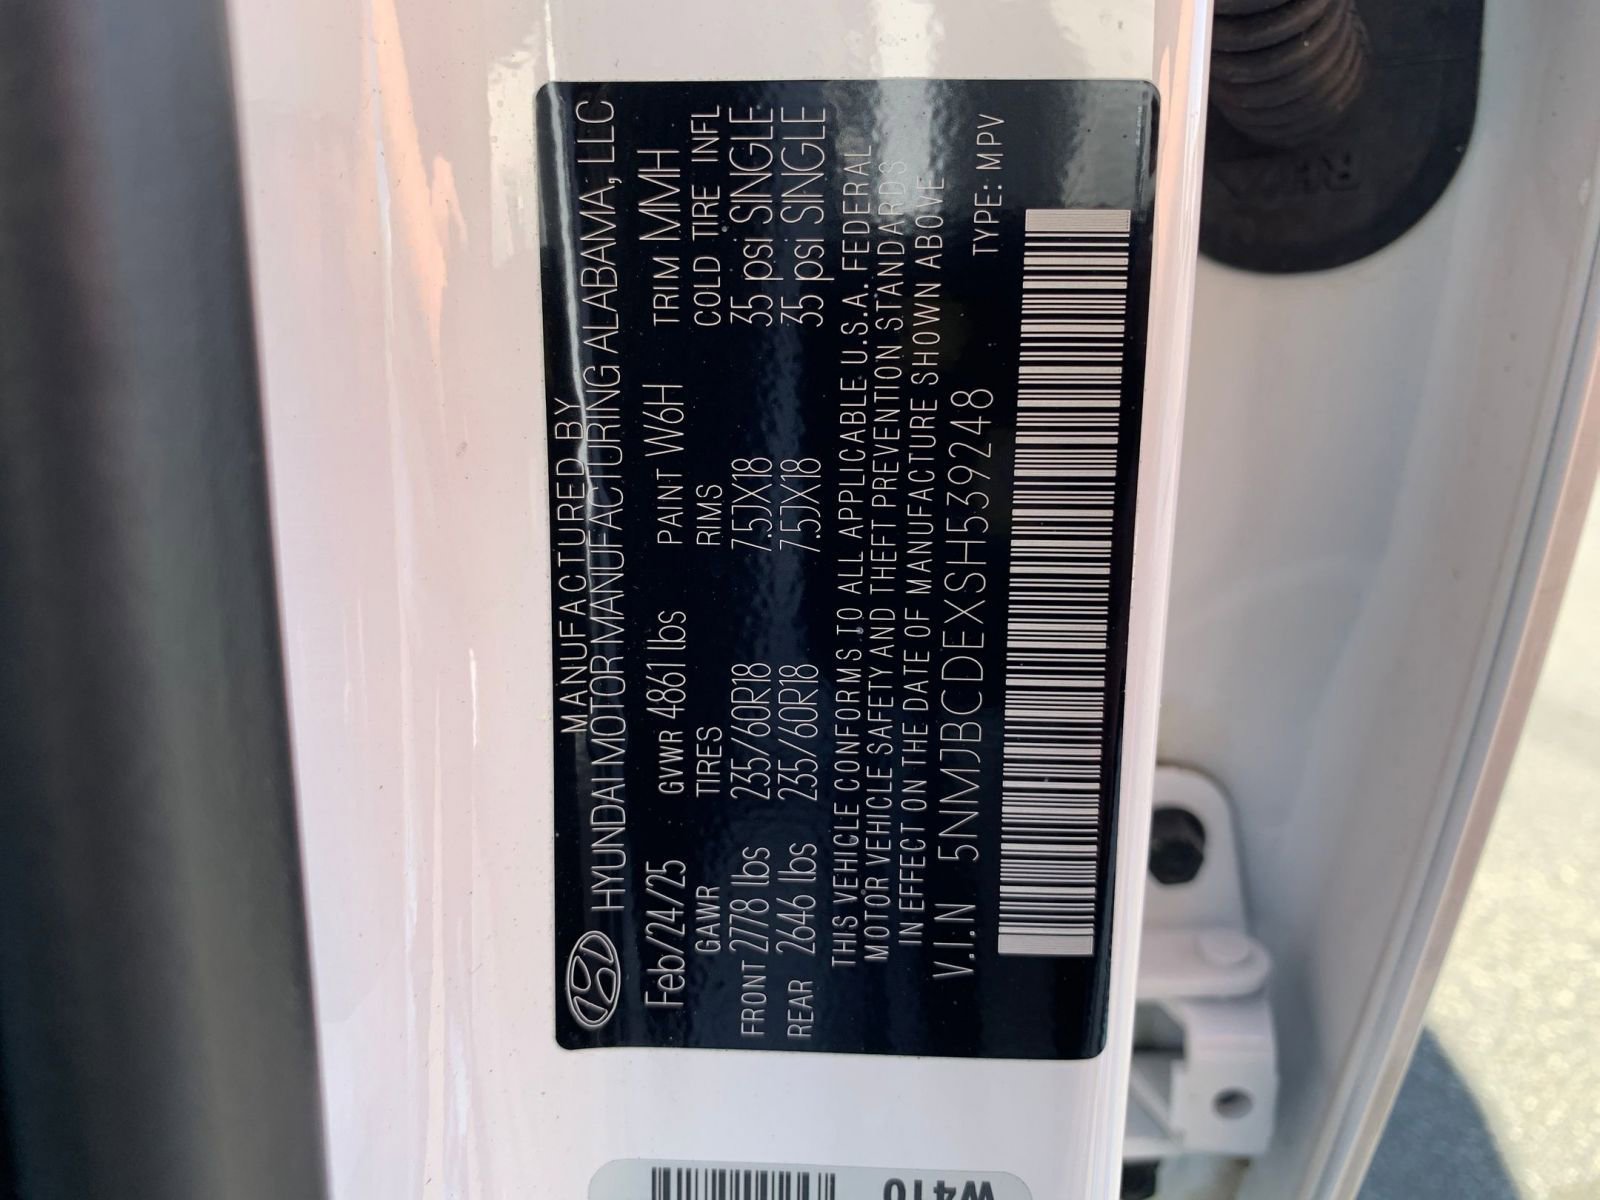 MANUFACTURED BY
HYUNDAI MOTOR MANUFACTURING ALABAMA, LLC
Feb/24/25 GVWR 4861 lbs PAINT W6H TRIM MMH
GAWR TIRES RIMS COLD TIRE INFL
FRONT 2778 lbs 235/60R18 7.5JX18 35 psi SINGLE
REAR 2646 lbs 235/60R18 7.5JX18 35 psi SINGLE
THIS VEHICLE CONFORMS TO ALL APPLICABLE U.S.A. FEDERAL
MOTOR VEHICLE SAFETY AND THEFT PREVENTION STANDARDS
IN EFFECT ON THE DATE OF MANUFACTURE SHOWN ABOVE
V.I.N 5NMJBCDEXSH539248 TYPE: MPV
W410